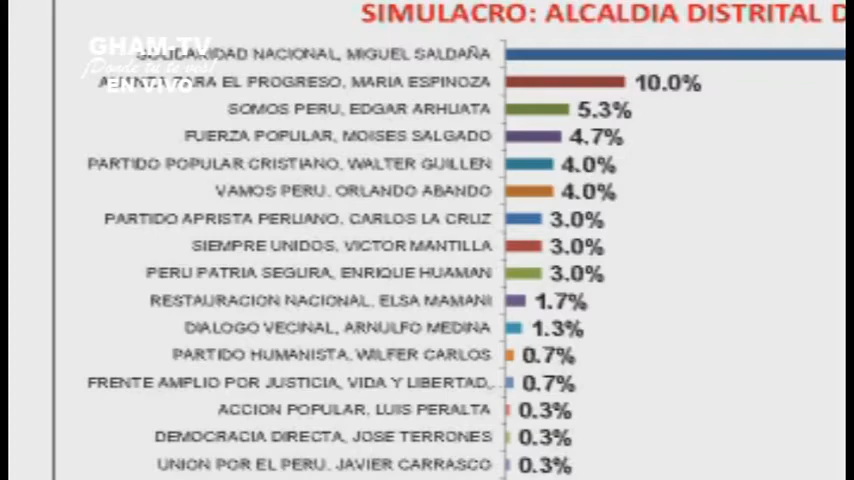 SIMULACRO: ALCALDIA DISTRITAL D
GHAM-TV
¡Donde tu te ves!
EN VIVO
NACIONAL, MIGUEL SALDAÑA
PARA EL PROGRESO, MARIA ESPINOZA 10.0%
SOMOS PERU, EDGAR ARHUATA 5.3%
FUERZA POPULAR, MOISES SALGADO 4.7%
PARTIDO POPULAR CRISTIANO, WALTER GUILLEN 4.0%
VAMOS PERU, ORLANDO ABANDO 4.0%
PARTIDO APRISTA PERUANO, CARLOS LA CRUZ 3.0%
SIEMPRE UNIDOS, VICTOR MANTILLA 3.0%
PERU PATRIA SEGURA, ENRIQUE HUAMAN 3.0%
RESTAURACION NACIONAL, ELSA MAMANI 1.7%
DIALOGO VECINAL, ARNULFO MEDINA 1.3%
PARTIDO HUMANISTA, WILFER CARLOS 0.7%
FRENTE AMPLIO POR JUSTICIA, VIDA Y LIBERTAD,.. 0.7%
ACCION POPULAR, LUIS PERALTA 0.3%
DEMOCRACIA DIRECTA, JOSE TERRONES 0.3%
UNION POR EL PERU, JAVIER CARRASCO 0.3%